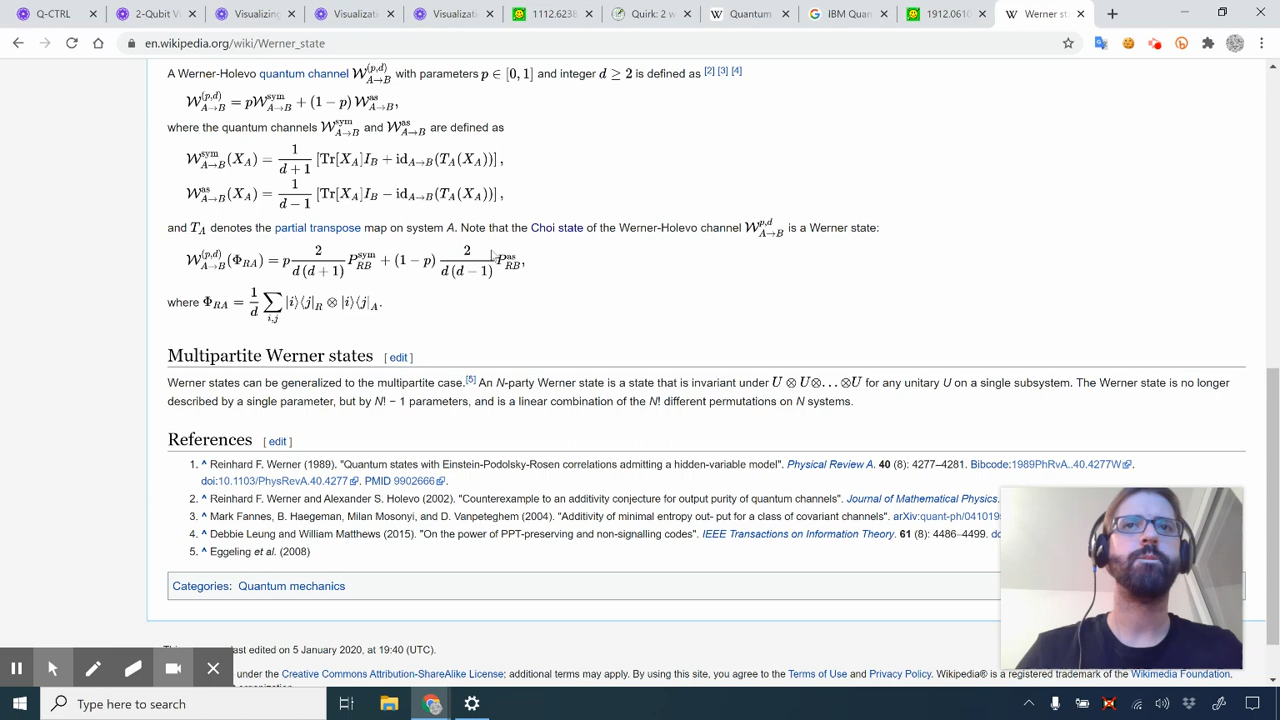 Q-CTRL
2-Qubit Vi
Visualizing
Visualizati
Visualizati
1112.6238
Quirk: 2 w
Quantum
IBM Quan
1912.0610
Werner st
en.wikipedia.org/wiki/Werner_state
A Werner-Holevo quantum channel 𝒲_{A→B}^{(p,d)} with parameters p ∈ [0,1] and integer d ≥ 2 is defined as [2] [3] [4]
𝒲_{A→B}^{(p,d)} = p𝒲_{A→B}^{sym} + (1 − p) 𝒲_{A→B}^{as},
where the quantum channels 𝒲_{A→B}^{sym} and 𝒲_{A→B}^{as} are defined as
𝒲_{A→B}^{sym}(X_A) = 1/(d+1) [Tr[X_A]I_B + id_{A→B}(T_A(X_A))],
𝒲_{A→B}^{as}(X_A) = 1/(d−1) [Tr[X_A]I_B − id_{A→B}(T_A(X_A))],
and T_A denotes the partial transpose map on system A. Note that the Choi state of the Werner-Holevo channel 𝒲_{A→B}^{p,d} is a Werner state:
𝒲_{A→B}^{(p,d)}(Φ_{RA}) = p 2/(d(d+1)) P_{RB}^{sym} + (1 − p) 2/(d(d−1)) P_{RB}^{as},
where Φ_{RA} = 1/d ∑_{i,j} |i⟩⟨j|_R ⊗ |i⟩⟨j|_A.
Multipartite Werner states [ edit ]
Werner states can be generalized to the multipartite case.[5] An N-party Werner state is a state that is invariant under U ⊗ U⊗…⊗U for any unitary U on a single subsystem. The Werner state is no longer
described by a single parameter, but by N! − 1 parameters, and is a linear combination of the N! different permutations on N systems.
References [ edit ]
1. ^ Reinhard F. Werner (1989). "Quantum states with Einstein-Podolsky-Rosen correlations admitting a hidden-variable model". Physical Review A. 40 (8): 4277–4281. Bibcode:1989PhRvA..40.4277W.
doi:10.1103/PhysRevA.40.4277. PMID 9902666.
2. ^ Reinhard F. Werner and Alexander S. Holevo (2002). "Counterexample to an additivity conjecture for output purity of quantum channels". Journal of Mathematical Physics.
3. ^ Mark Fannes, B. Haegeman, Milan Mosonyi, and D. Vanpeteghem (2004). "Additivity of minimal entropy out- put for a class of covariant channels". arXiv:quant-ph/041019
4. ^ Debbie Leung and William Matthews (2015). "On the power of PPT-preserving and non-signalling codes". IEEE Transactions on Information Theory. 61 (8): 4486–4499. do
5. ^ Eggeling et al. (2008)
Categories: Quantum mechanics
last edited on 5 January 2020, at 19:40 (UTC).
under the Creative Commons Attribution-ShareAlike License; additional terms may apply. By using this site, you agree to the Terms of Use and Privacy Policy. Wikipedia® is a registered trademark of the Wikimedia Foundation,
Type here to search